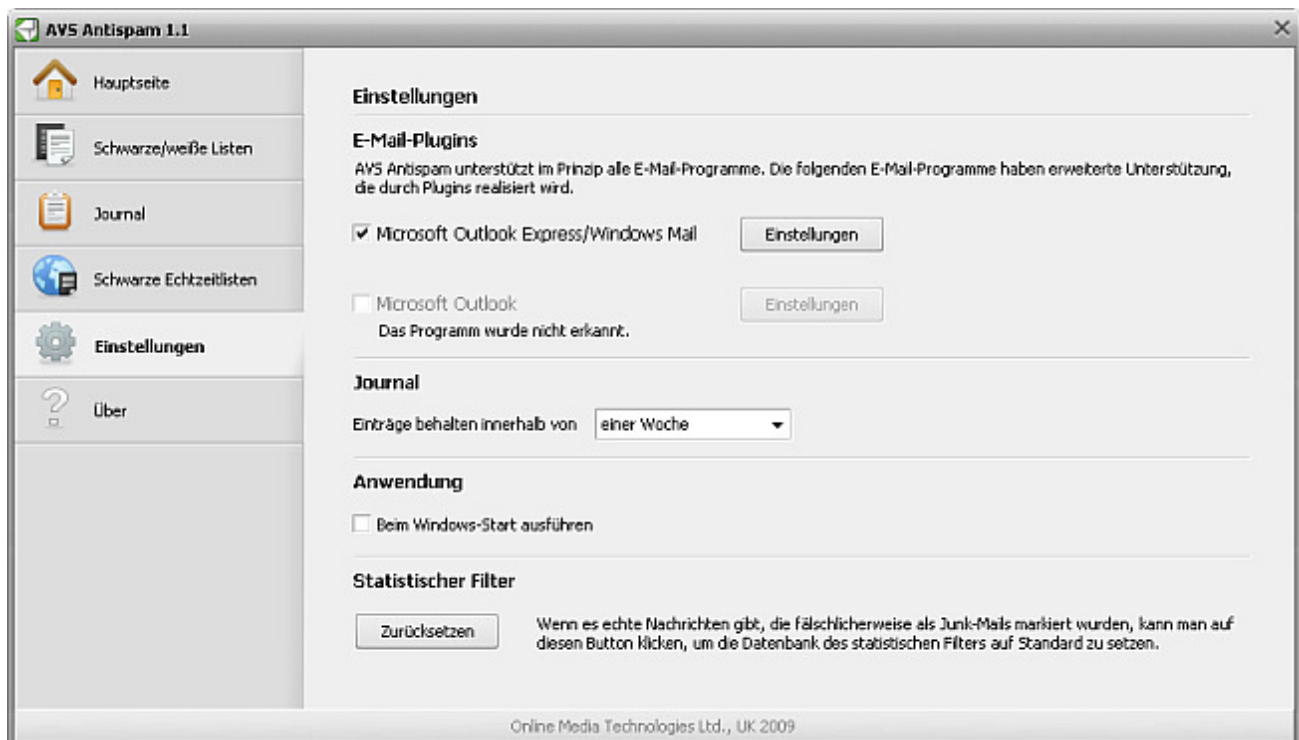 AVS Antispam 1.1
Hauptseite
Schwarze/weiße Listen
Journal
Schwarze Echtzeitlisten
Einstellungen
Über
Einstellungen
E-Mail-Plugins
AVS Antispam unterstützt im Prinzip alle E-Mail-Programme. Die folgenden E-Mail-Programme haben erweiterte Unterstützung,
die durch Plugins realisiert wird.
Microsoft Outlook Express/Windows Mail
Einstellungen
Microsoft Outlook
Einstellungen
Das Programm wurde nicht erkannt.
Journal
Einträge behalten innerhalb von
einer Woche
Anwendung
Beim Windows-Start ausführen
Statistischer Filter
Zurücksetzen
Wenn es echte Nachrichten gibt, die fälschlicherweise als Junk-Mails markiert wurden, kann man auf
diesen Button klicken, um die Datenbank des statistischen Filters auf Standard zu setzen.
Online Media Technologies Ltd., UK 2009